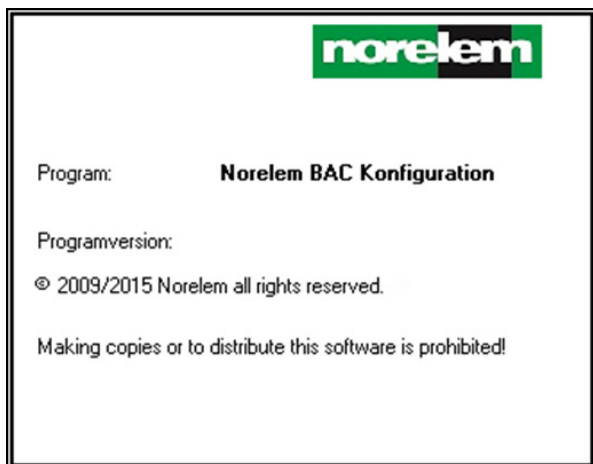 norelem
Program: Norelem BAC Konfiguration
Programversion:
© 2009/2015 Norelem all rights reserved.
Making copies or to distribute this software is prohibited!